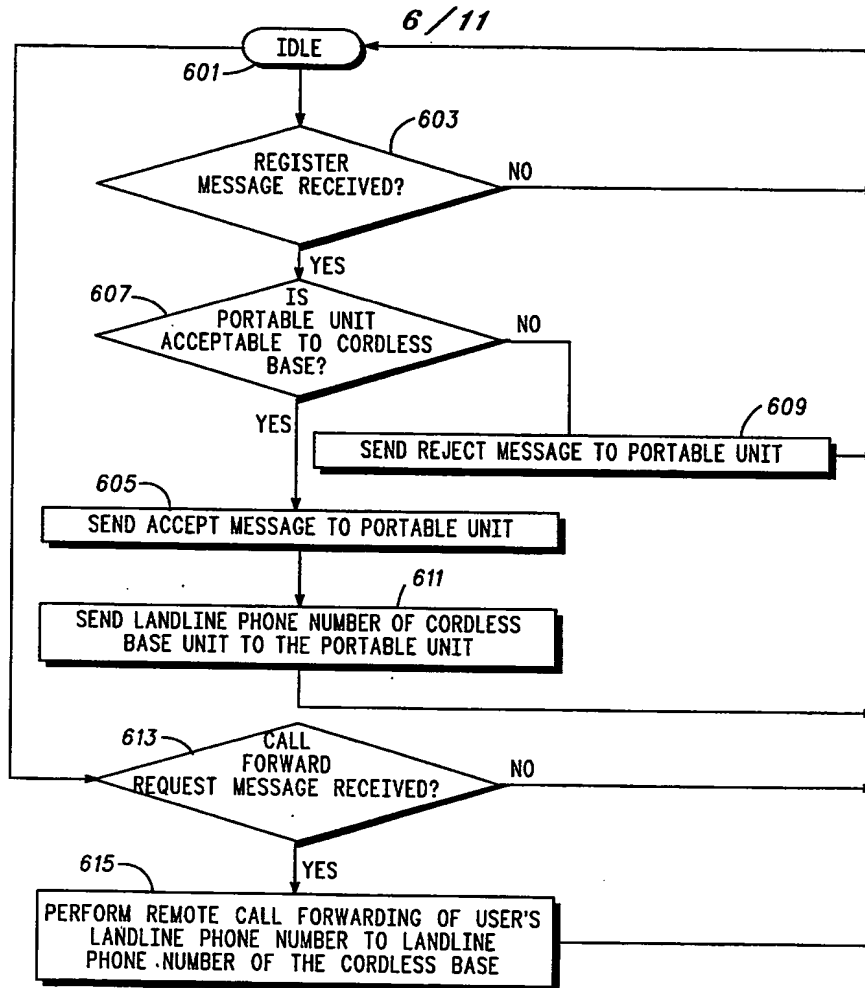 6/11
IDLE
601
603
REGISTER
MESSAGE RECEIVED?
NO
YES
607
IS
PORTABLE UNIT
ACCEPTABLE TO CORDLESS
BASE?
NO
YES
609
SEND REJECT MESSAGE TO PORTABLE UNIT
605
SEND ACCEPT MESSAGE TO PORTABLE UNIT
611
SEND LANDLINE PHONE NUMBER OF CORDLESS
BASE UNIT TO THE PORTABLE UNIT
613
CALL
FORWARD
REQUEST MESSAGE RECEIVED?
NO
YES
615
PERFORM REMOTE CALL FORWARDING OF USER'S
LANDLINE PHONE NUMBER TO LANDLINE
PHONE NUMBER OF THE CORDLESS BASE